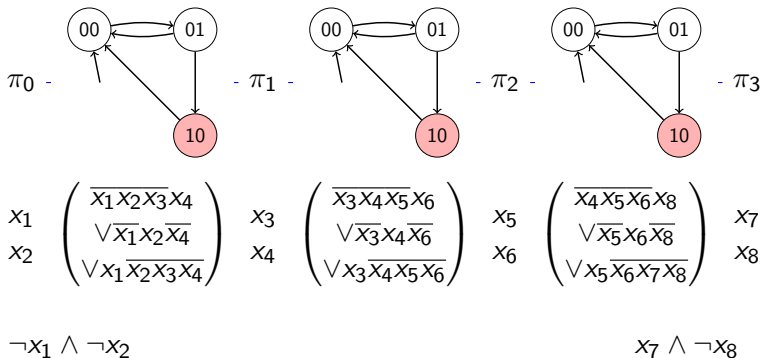 00 01 00 01 00 01
π₀ - - π₁ - - π₂ - - π₃
10 10 10
x₁ x₂ ( x̅₁x̅₂x̅₃x₄ ∨x̅₁x₂x̅₄ ∨x₁x̅₂x̅₃x̅₄ ) x₃ x₄ ( x̅₃x̅₄x̅₅x₆ ∨x̅₃x₄x̅₆ ∨x₃x̅₄x̅₅x̅₆ ) x₅ x₆ ( x̅₄x̅₅x̅₆x₈ ∨x̅₅x₆x̅₈ ∨x₅x̅₆x̅₇x̅₈ ) x₇ x₈
¬x₁ ∧ ¬x₂ x₇ ∧ ¬x₈